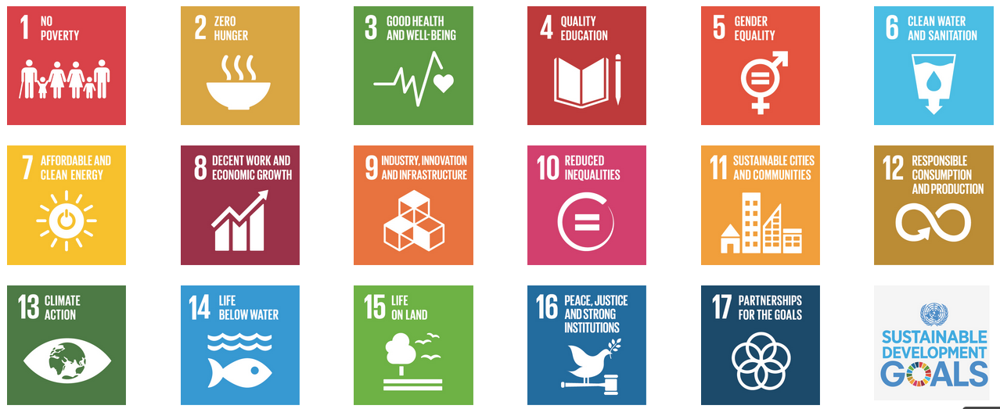 1 NO
POVERTY
2 ZERO
HUNGER
3 GOOD HEALTH
AND WELL-BEING
4 QUALITY
EDUCATION
5 GENDER
EQUALITY
6 CLEAN WATER
AND SANITATION
7 AFFORDABLE AND
CLEAN ENERGY
8 DECENT WORK AND
ECONOMIC GROWTH
9 INDUSTRY, INNOVATION
AND INFRASTRUCTURE
10 REDUCED
INEQUALITIES
11 SUSTAINABLE CITIES
AND COMMUNITIES
12 RESPONSIBLE
CONSUMPTION
AND PRODUCTION
13 CLIMATE
ACTION
14 LIFE
BELOW WATER
15 LIFE
ON LAND
16 PEACE, JUSTICE
AND STRONG
INSTITUTIONS
17 PARTNERSHIPS
FOR THE GOALS
SUSTAINABLE
DEVELOPMENT
GOALS